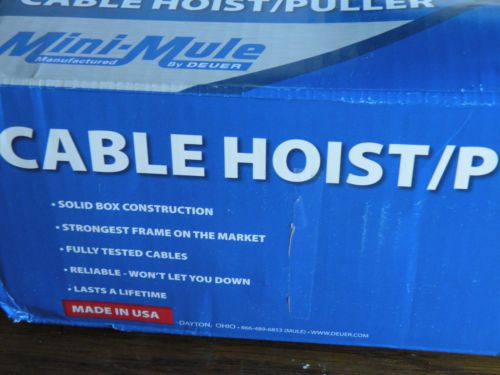 CABLE HOIST/PULLER
Mini-Mule
Manufactured By DEUER
CABLE HOIST/P
• SOLID BOX CONSTRUCTION
• STRONGEST FRAME ON THE MARKET
• FULLY TESTED CABLES
• RELIABLE - WON'T LET YOU DOWN
• LASTS A LIFETIME
MADE IN USA
DAYTON, OHIO • 866-489-6853 (MULE) • WWW.DEUER.COM